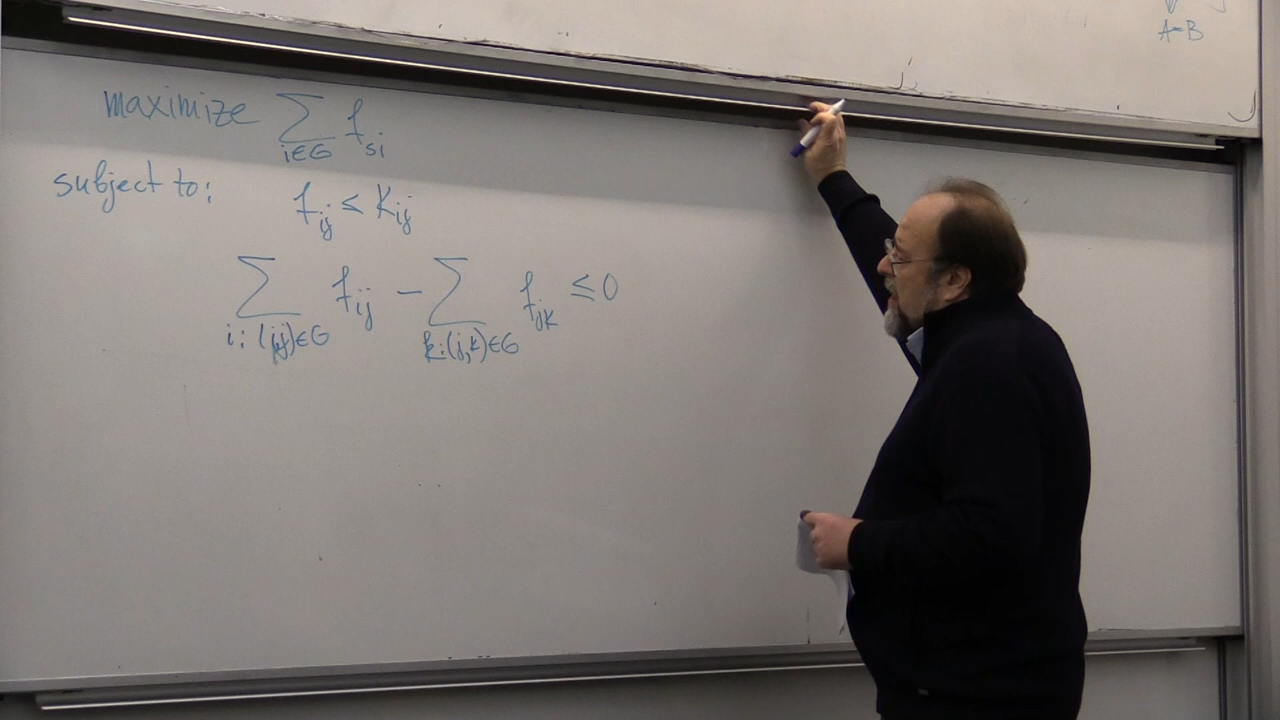 A=B
maximize ∑ i∈G f_si
subject to: f_ij ≤ K_ij
∑ i:(i,j)∈G f_ij − ∑ k:(j,k)∈G f_jk ≤ 0